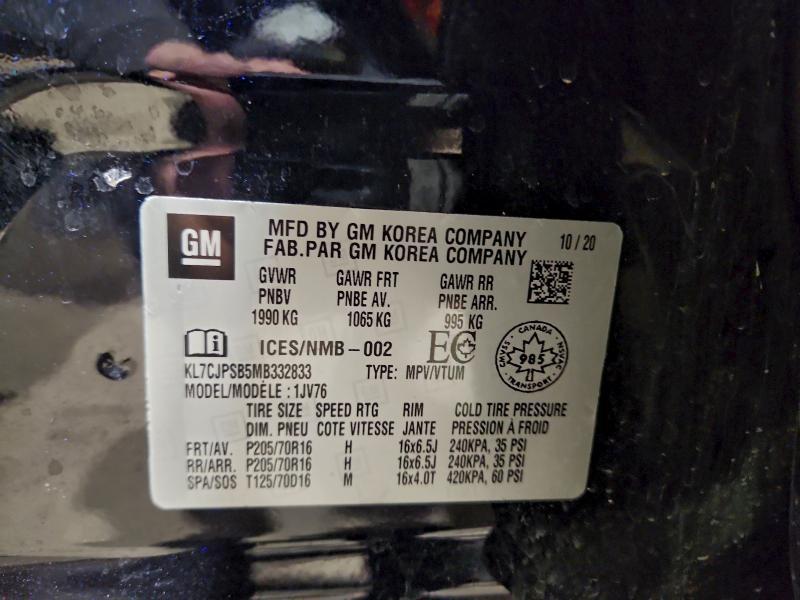 GM
MFD BY GM KOREA COMPANY 10 / 20
FAB.PAR GM KOREA COMPANY
GVWR GAWR FRT GAWR RR
PNBV PNBE AV. PNBE ARR.
1990 KG 1065 KG 995 KG
ICES/NMB-002 EC
CANADA
CMVSS 985 NSVAC
TRANSPORT
KL7CJPSB5MB332833 TYPE: MPV/VTUM
MODEL/MODÈLE : 1JV76
TIRE SIZE SPEED RTG RIM COLD TIRE PRESSURE
DIM. PNEU COTE VITESSE JANTE PRESSION À FROID
FRT/AV. P205/70R16 H 16x6.5J 240KPA, 35 PSI
RR/ARR. P205/70R16 H 16x6.5J 240KPA, 35 PSI
SPA/SOS T125/70D16 M 16x4.0T 420KPA, 60 PSI